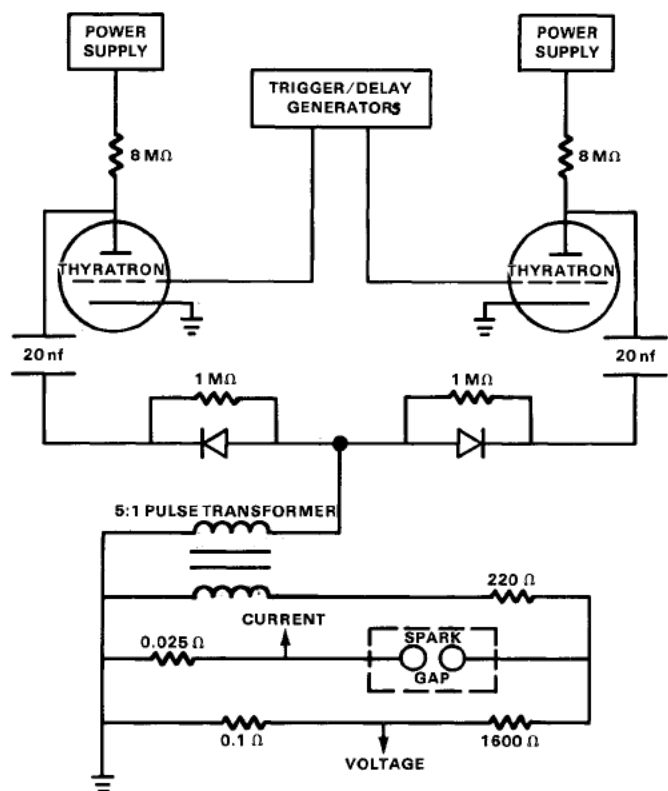 POWER
SUPPLY
POWER
SUPPLY
TRIGGER/DELAY
GENERATORS
8 MΩ
8 MΩ
THYRATRON
THYRATRON
20 nf
20 nf
1 MΩ
1 MΩ
5:1 PULSE TRANSFORMER
220 Ω
CURRENT
SPARK
GAP
0.025 Ω
0.1 Ω
1600 Ω
VOLTAGE